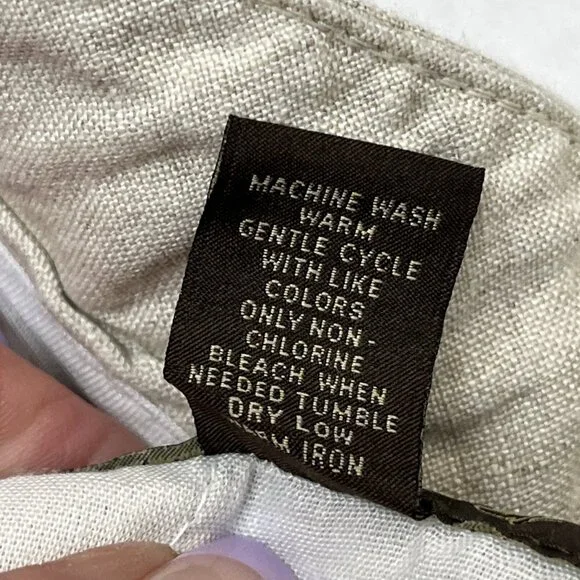 MACHINE WASH
WARM
GENTLE CYCLE
WITH LIKE
COLORS
ONLY NON-
CHLORINE
BLEACH WHEN
NEEDED TUMBLE
DRY LOW
IRON